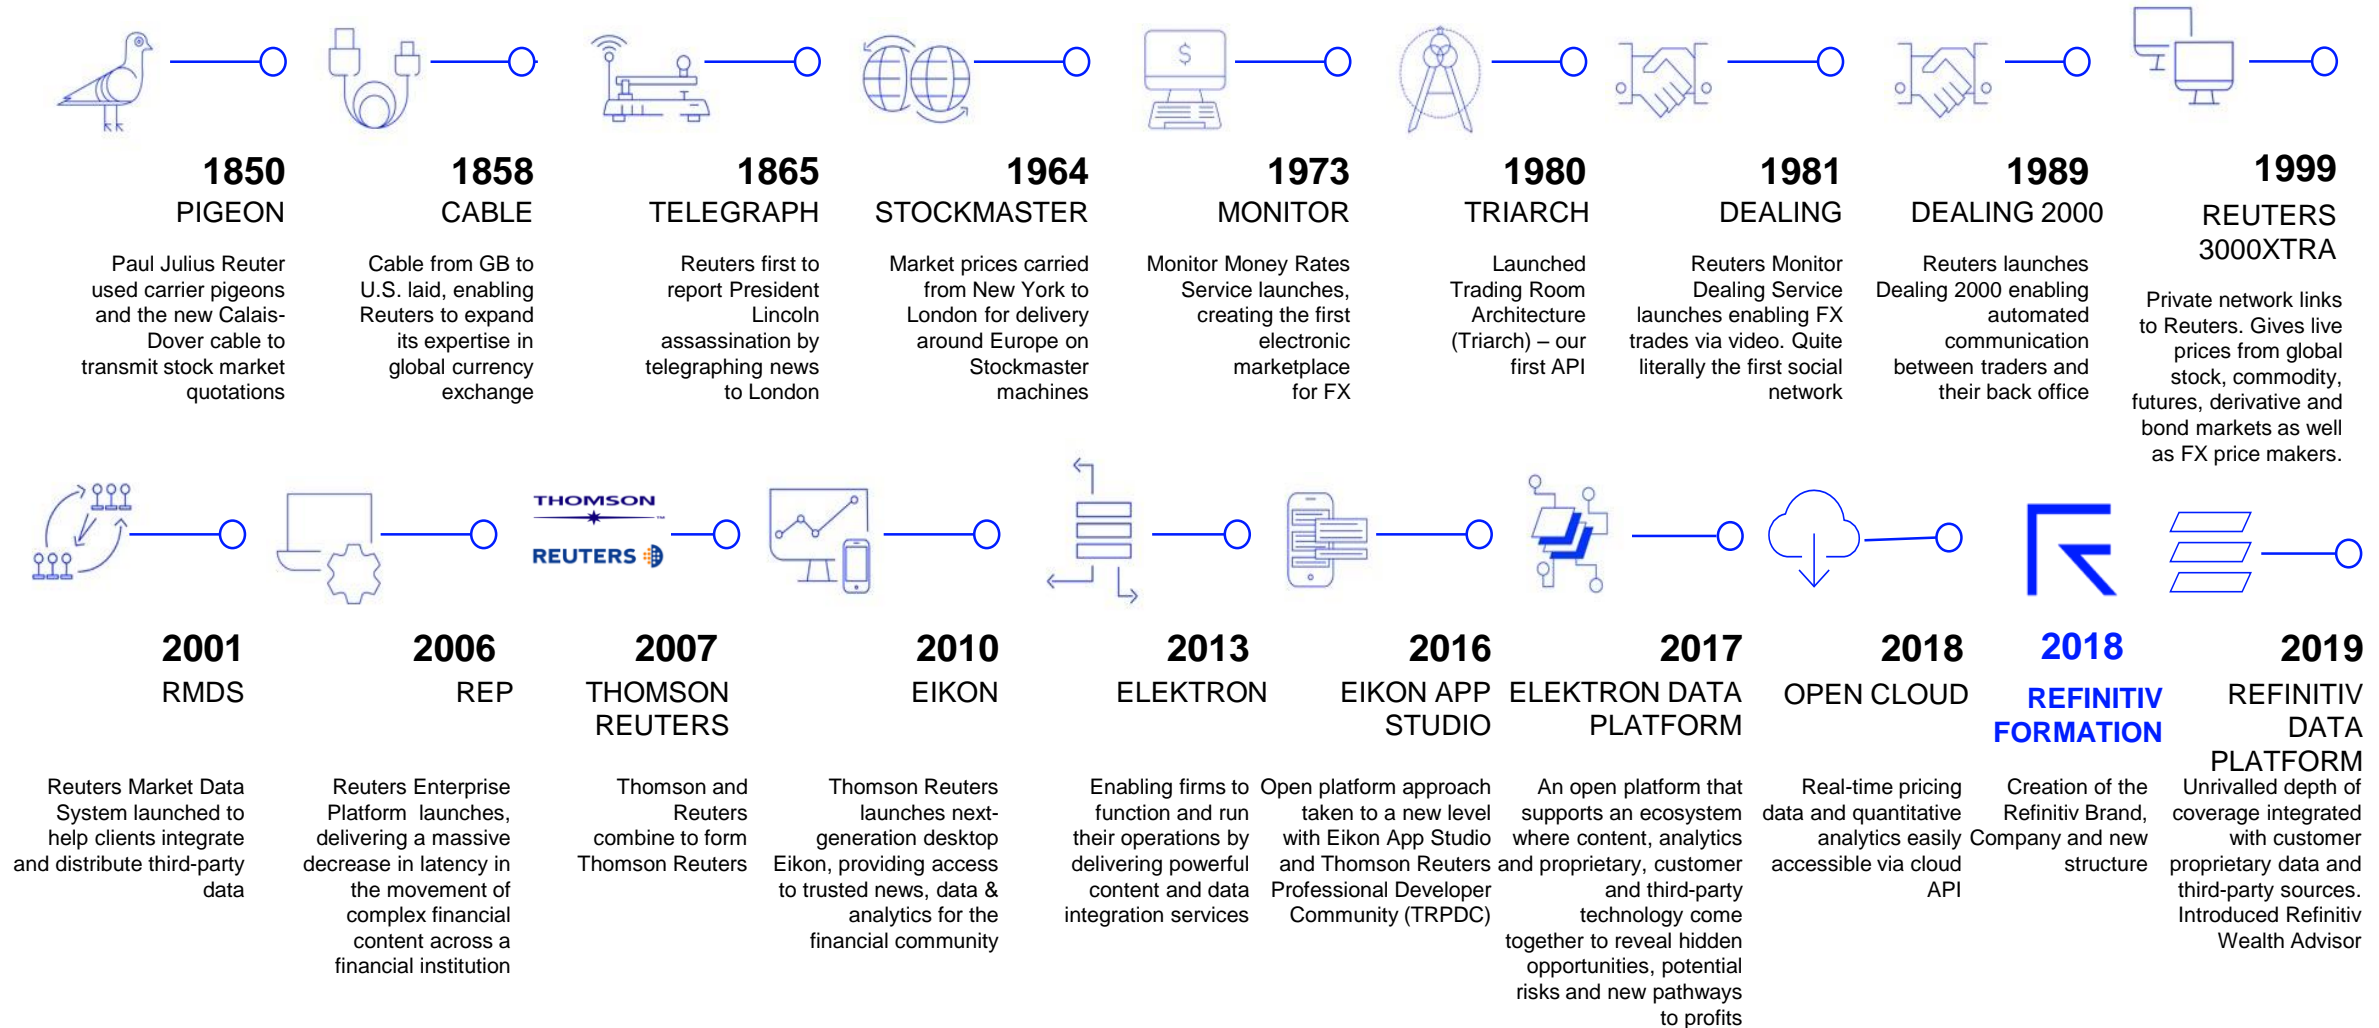 1850
PIGEON
Paul Julius Reuter
used carrier pigeons
and the new Calais-
Dover cable to
transmit stock market
quotations
1858
CABLE
Cable from GB to
U.S. laid, enabling
Reuters to expand
its expertise in
global currency
exchange
1865
TELEGRAPH
Reuters first to
report President
Lincoln
assassination by
telegraphing news
to London
1964
STOCKMASTER
Market prices carried
from New York to
London for delivery
around Europe on
Stockmaster
machines
$
1973
MONITOR
Monitor Money Rates
Service launches,
creating the first
electronic
marketplace
for FX
1980
TRIARCH
Launched
Trading Room
Architecture
(Triarch) – our
first API
1981
DEALING
Reuters Monitor
Dealing Service
launches enabling FX
trades via video. Quite
literally the first social
network
1989
DEALING 2000
Reuters launches
Dealing 2000 enabling
automated
communication
between traders and
their back office
1999
REUTERS
3000XTRA
Private network links
to Reuters. Gives live
prices from global
stock, commodity,
futures, derivative and
bond markets as well
as FX price makers.
2001
RMDS
Reuters Market Data
System launched to
help clients integrate
and distribute third-party
data
2006
REP
Reuters Enterprise
Platform launches,
delivering a massive
decrease in latency in
the movement of
complex financial
content across a
financial institution
THOMSON
™
REUTERS
2007
THOMSON
REUTERS
Thomson and
Reuters
combine to form
Thomson Reuters
2010
EIKON
Thomson Reuters
launches next-
generation desktop
Eikon, providing access
to trusted news, data &
analytics for the
financial community
2013
ELEKTRON
Enabling firms to
function and run
their operations by
delivering powerful
content and data
integration services
2016
EIKON APP
STUDIO
Open platform approach
taken to a new level
with Eikon App Studio
and Thomson Reuters
Professional Developer
Community (TRPDC)
2017
ELEKTRON DATA
PLATFORM
An open platform that
supports an ecosystem
where content, analytics
and proprietary, customer
and third-party
technology come
together to reveal hidden
opportunities, potential
risks and new pathways
to profits
2018
OPEN CLOUD
Real-time pricing
data and quantitative
analytics easily
accessible via cloud
API
2018
REFINITIV
FORMATION
Creation of the
Refinitiv Brand,
Company and new
structure
2019
REFINITIV
DATA
PLATFORM
Unrivalled depth of
coverage integrated
with customer
proprietary data and
third-party sources.
Introduced Refinitiv
Wealth Advisor